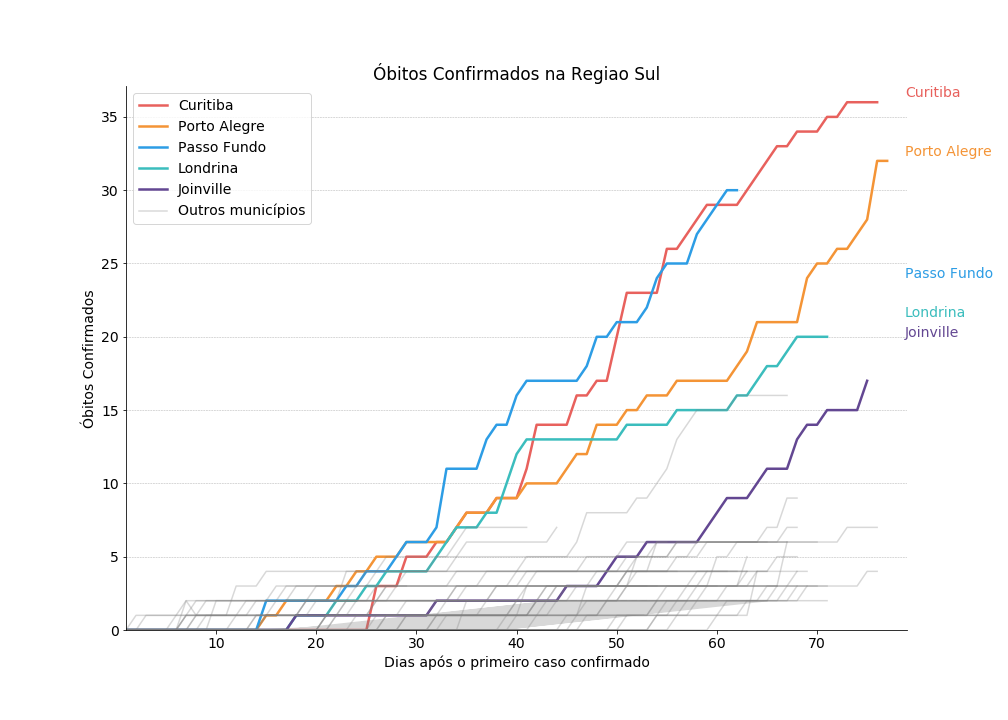 Óbitos Confirmados na Regiao Sul
Curitiba
Porto Alegre
Passo Fundo
Londrina
Joinville
Outros municípios
Curitiba
Porto Alegre
Passo Fundo
Londrina
Joinville
Óbitos Confirmados
35
30
25
20
15
10
5
0
10 20 30 40 50 60 70
Dias após o primeiro caso confirmado